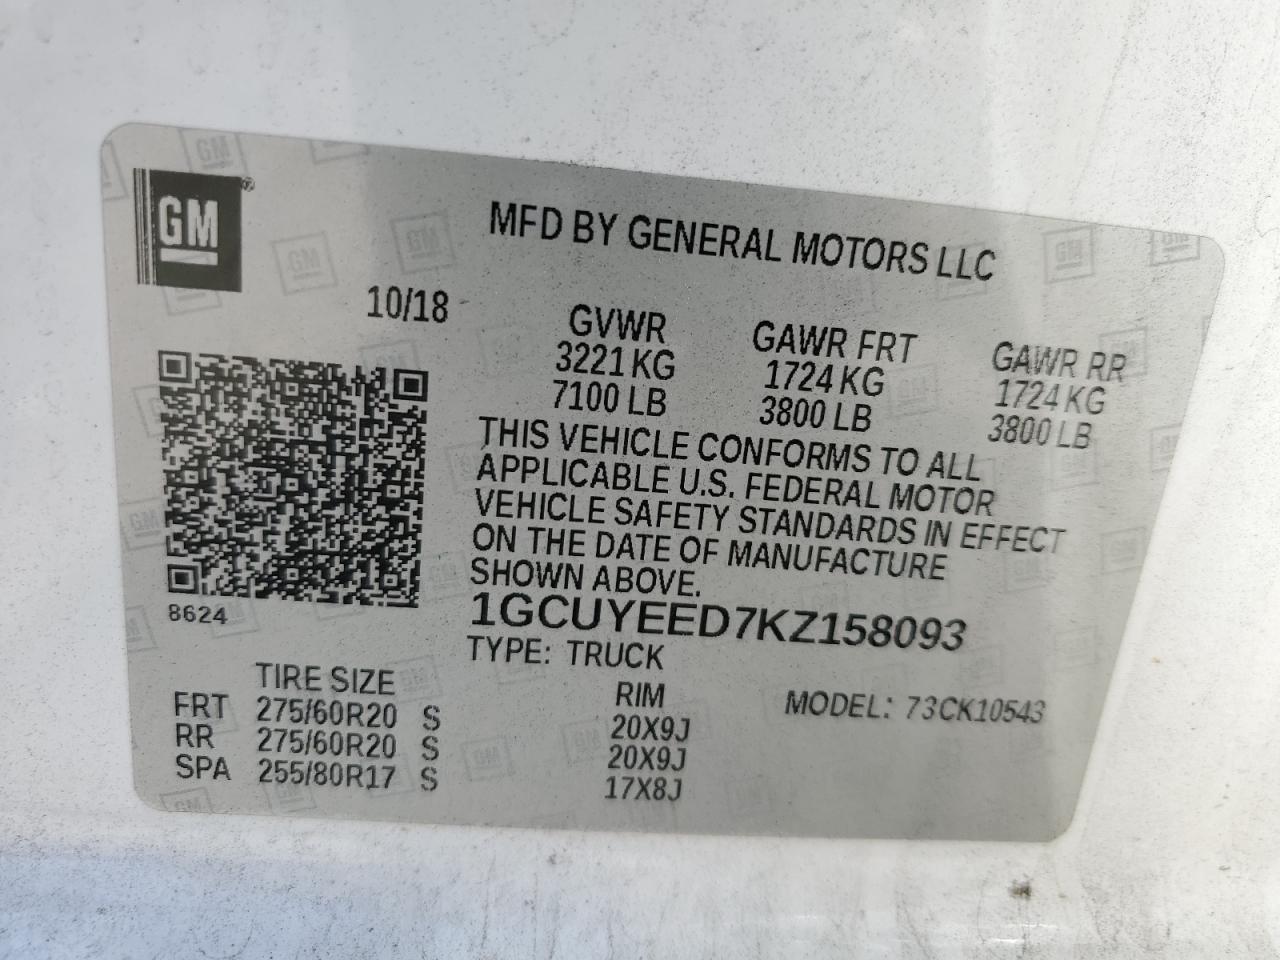 GM
MFD BY GENERAL MOTORS LLC
10/18
GVWR GAWR FRT GAWR RR
3221 KG 1724 KG 1724 KG
7100 LB 3800 LB 3800 LB
THIS VEHICLE CONFORMS TO ALL
APPLICABLE U.S. FEDERAL MOTOR
VEHICLE SAFETY STANDARDS IN EFFECT
ON THE DATE OF MANUFACTURE
SHOWN ABOVE.
8624
1GCUYEED7KZ158093
TYPE: TRUCK
MODEL: 73CK10543
TIRE SIZE RIM
FRT 275/60R20 S 20X9J
RR 275/60R20 S 20X9J
SPA 255/80R17 S 17X8J